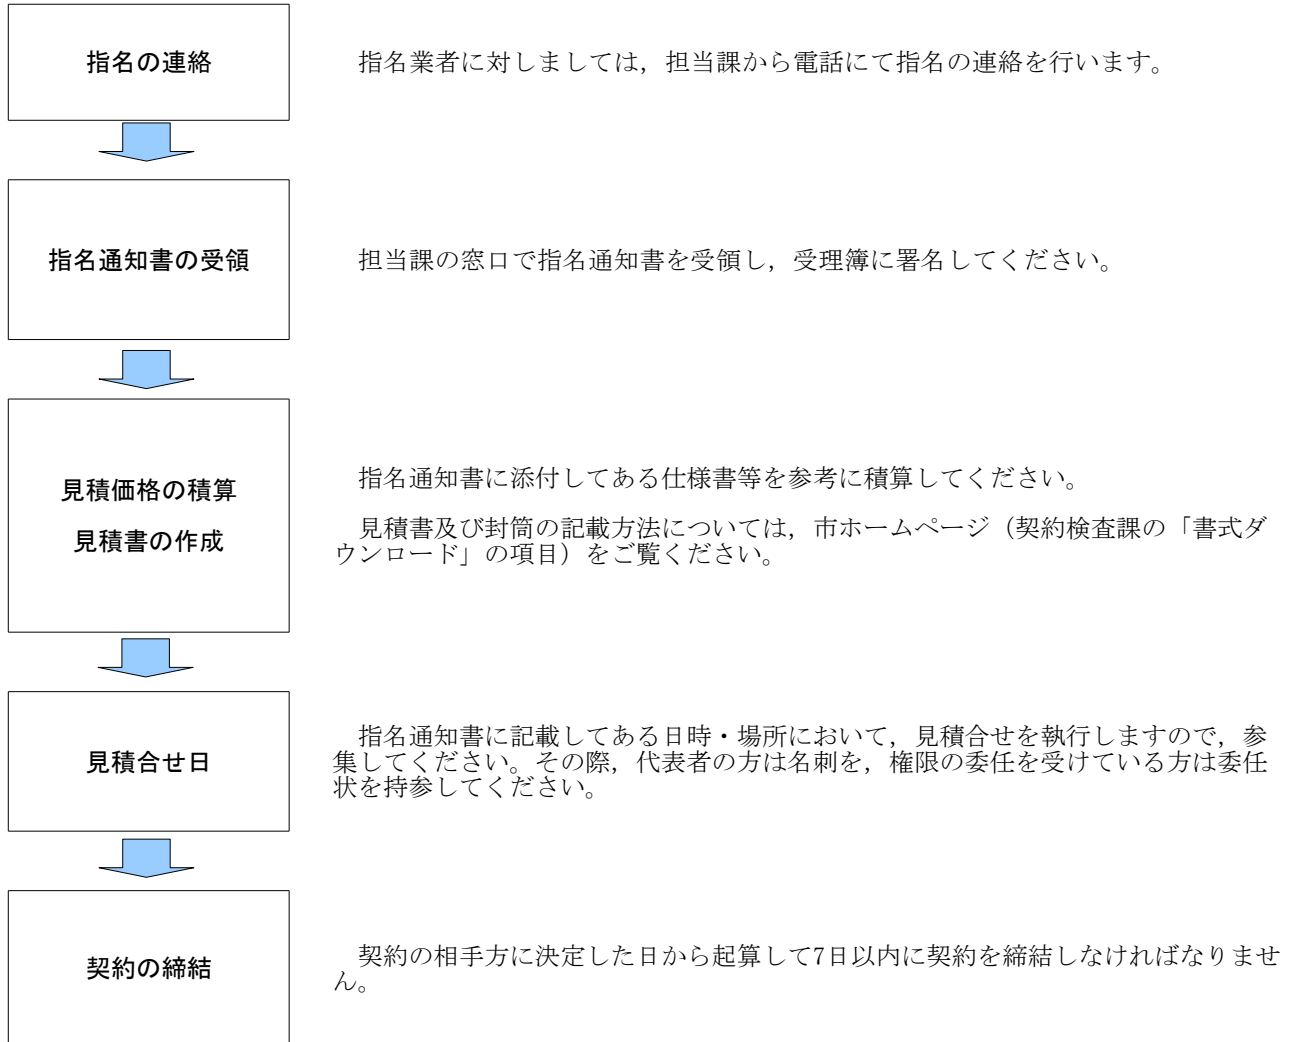 指名の連絡
指名業者に対しましては，担当課から電話にて指名の連絡を行います。
指名通知書の受領
担当課の窓口で指名通知書を受領し，受理簿に署名してください。
見積価格の積算
見積書の作成
指名通知書に添付してある仕様書等を参考に積算してください。
見積書及び封筒の記載方法については，市ホームページ（契約検査課の「書式ダ
ウンロード」の項目）をご覧ください。
見積合せ日
指名通知書に記載してある日時・場所において，見積合せを執行しますので，参
集してください。その際，代表者の方は名刺を，権限の委任を受けている方は委任
状を持参してください。
契約の締結
契約の相手方に決定した日から起算して7日以内に契約を締結しなければなりませ
ん。